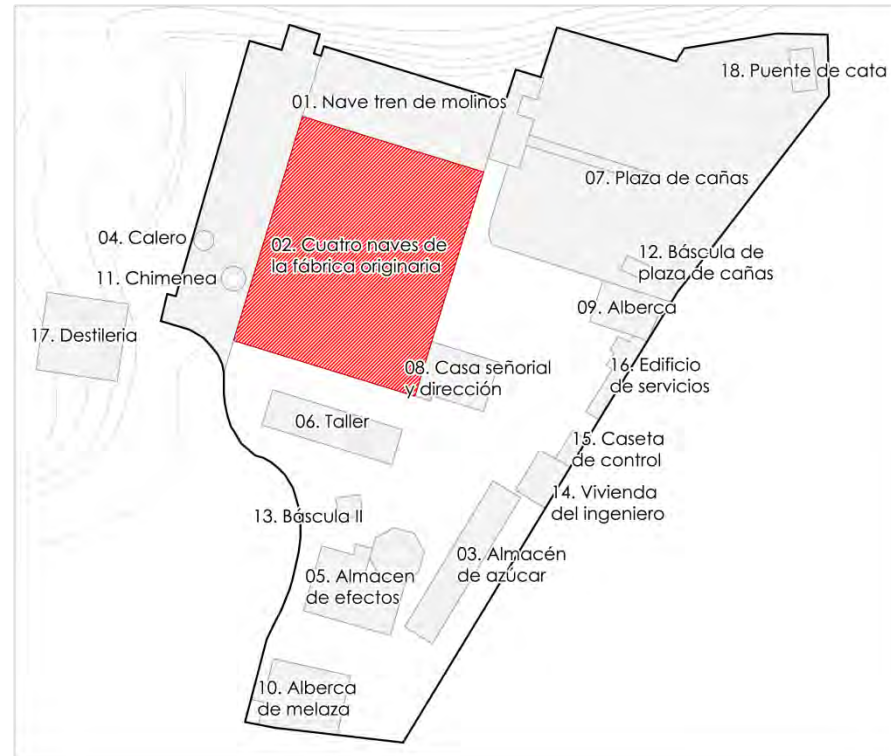 18. Puente de cata
01. Nave tren de molinos
07. Plaza de cañas
04. Calero
02. Cuatro naves de
la fábrica originaria
12. Báscula de
plaza de cañas
11. Chimenea
09. Alberca
17. Destileria
08. Casa señorial
y dirección
16. Edificio
de servicios
06. Taller
15. Caseta
de control
14. Vivienda
del ingeniero
13. Báscula II
03. Almacén
de azúcar
05. Almacen
de efectos
10. Alberca
de melaza